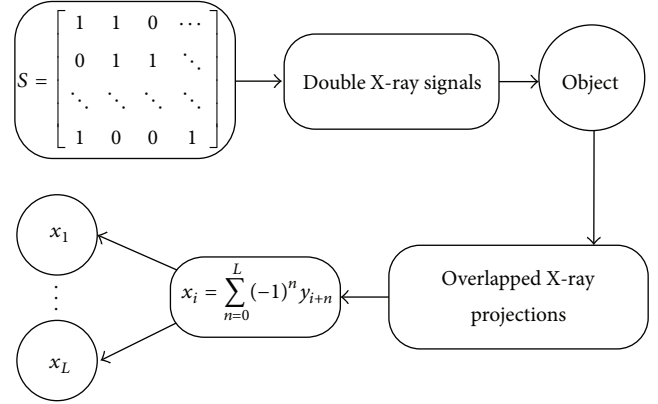 S = [ 1 1 0 ⋯
0 1 1 ⋱
⋱ ⋱ ⋱ ⋱
1 0 0 1 ]
Double X-ray signals
Object
Overlapped X-ray
projections
x_i = \sum_{n=0}^{L} (-1)^n y_{i+n}
x_1
⋮
x_L